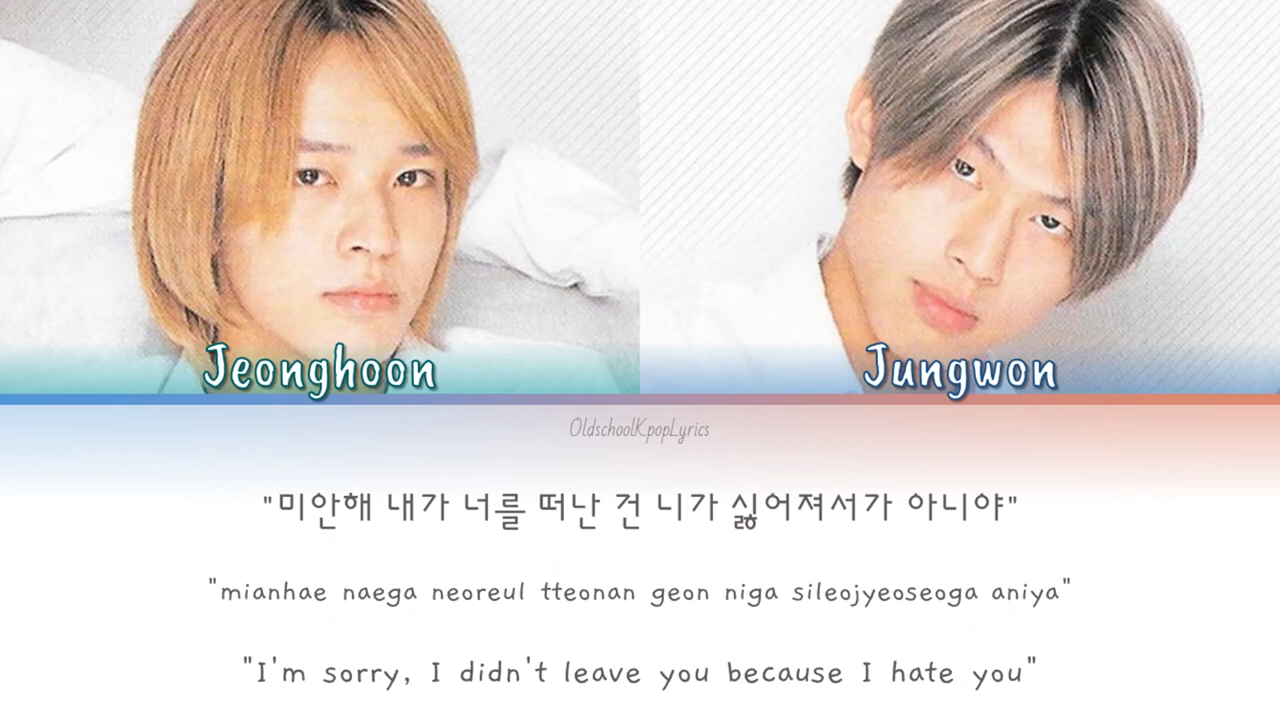 Jeonghoon
Jungwon
OldschoolKpopLyrics
"미안해 내가 너를 떠난 건 니가 싫어져서가 아니야"
"mianhae naega neoreul tteonan geon niga sileojyeoseoga aniya"
"I'm sorry, I didn't leave you because I hate you"